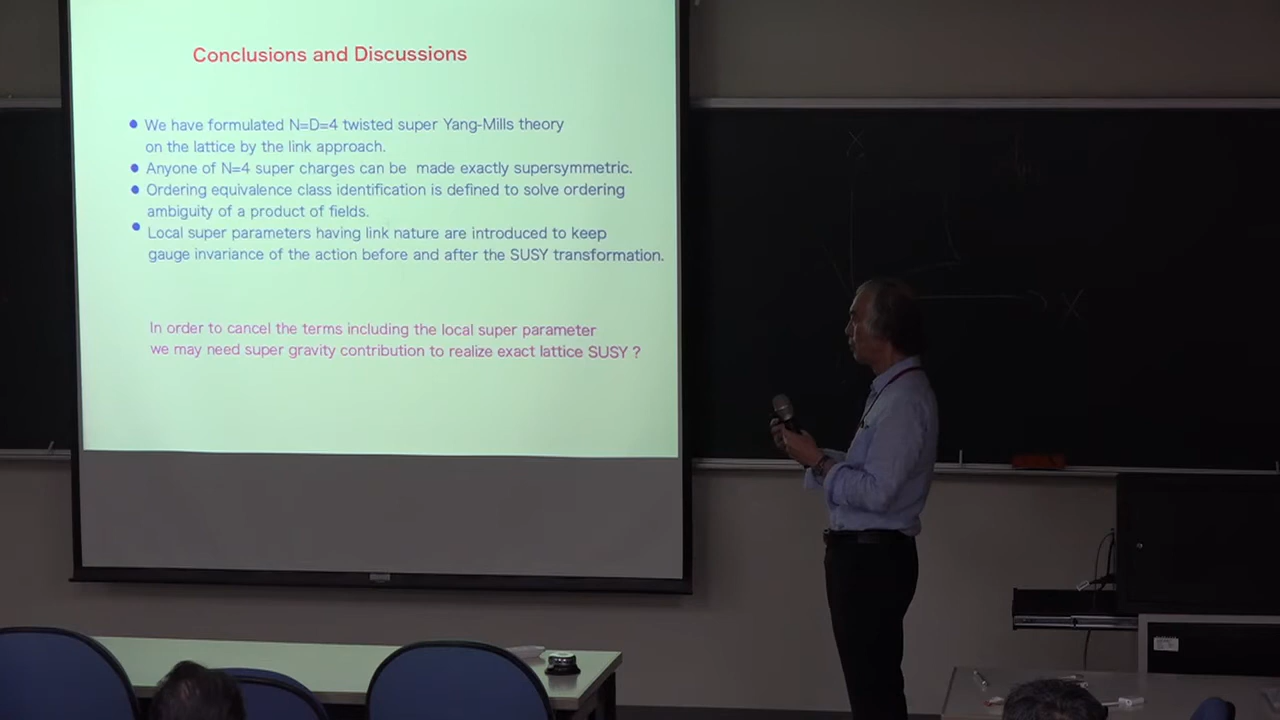 Conclusions and Discussions
● We have formulated N=D=4 twisted super Yang-Mills theory
on the lattice by the link approach.
● Anyone of N=4 super charges can be made exactly supersymmetric.
● Ordering equivalence class identification is defined to solve ordering
ambiguity of a product of fields.
● Local super parameters having link nature are introduced to keep
gauge invariance of the action before and after the SUSY transformation.
In order to cancel the terms including the local super parameter
we may need super gravity contribution to realize exact lattice SUSY ?
X
X